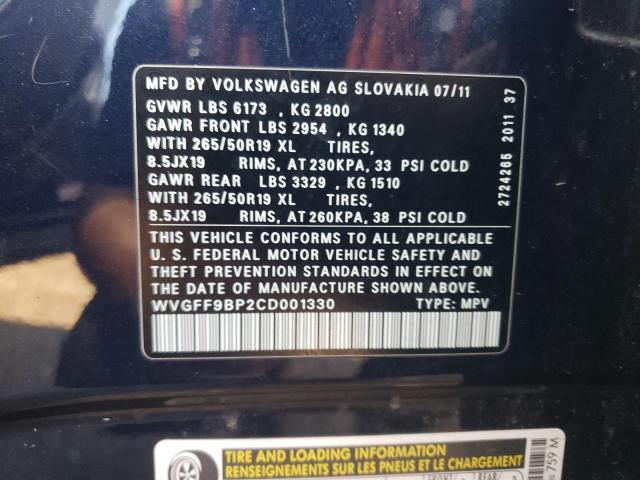 MFD BY VOLKSWAGEN AG SLOVAKIA 07/11
GVWR LBS 6173 , KG 2800
GAWR FRONT LBS 2954 , KG 1340
WITH 265/50R19 XL TIRES,
8.5JX19 RIMS, AT 230KPA, 33 PSI COLD
GAWR REAR LBS 3329 , KG 1510
WITH 265/50R19 XL TIRES,
8.5JX19 RIMS, AT 260KPA, 38 PSI COLD
THIS VEHICLE CONFORMS TO ALL APPLICABLE
U. S. FEDERAL MOTOR VEHICLE SAFETY AND
THEFT PREVENTION STANDARDS IN EFFECT ON
THE DATE OF MANUFACTURE SHOWN ABOVE.
WVGFF9BP2CD001330 TYPE: MPV
2724265 2011 37
TIRE AND LOADING INFORMATION
RENSEIGNEMENTS SUR LES PNEUS ET LE CHARGEMENT
759 M